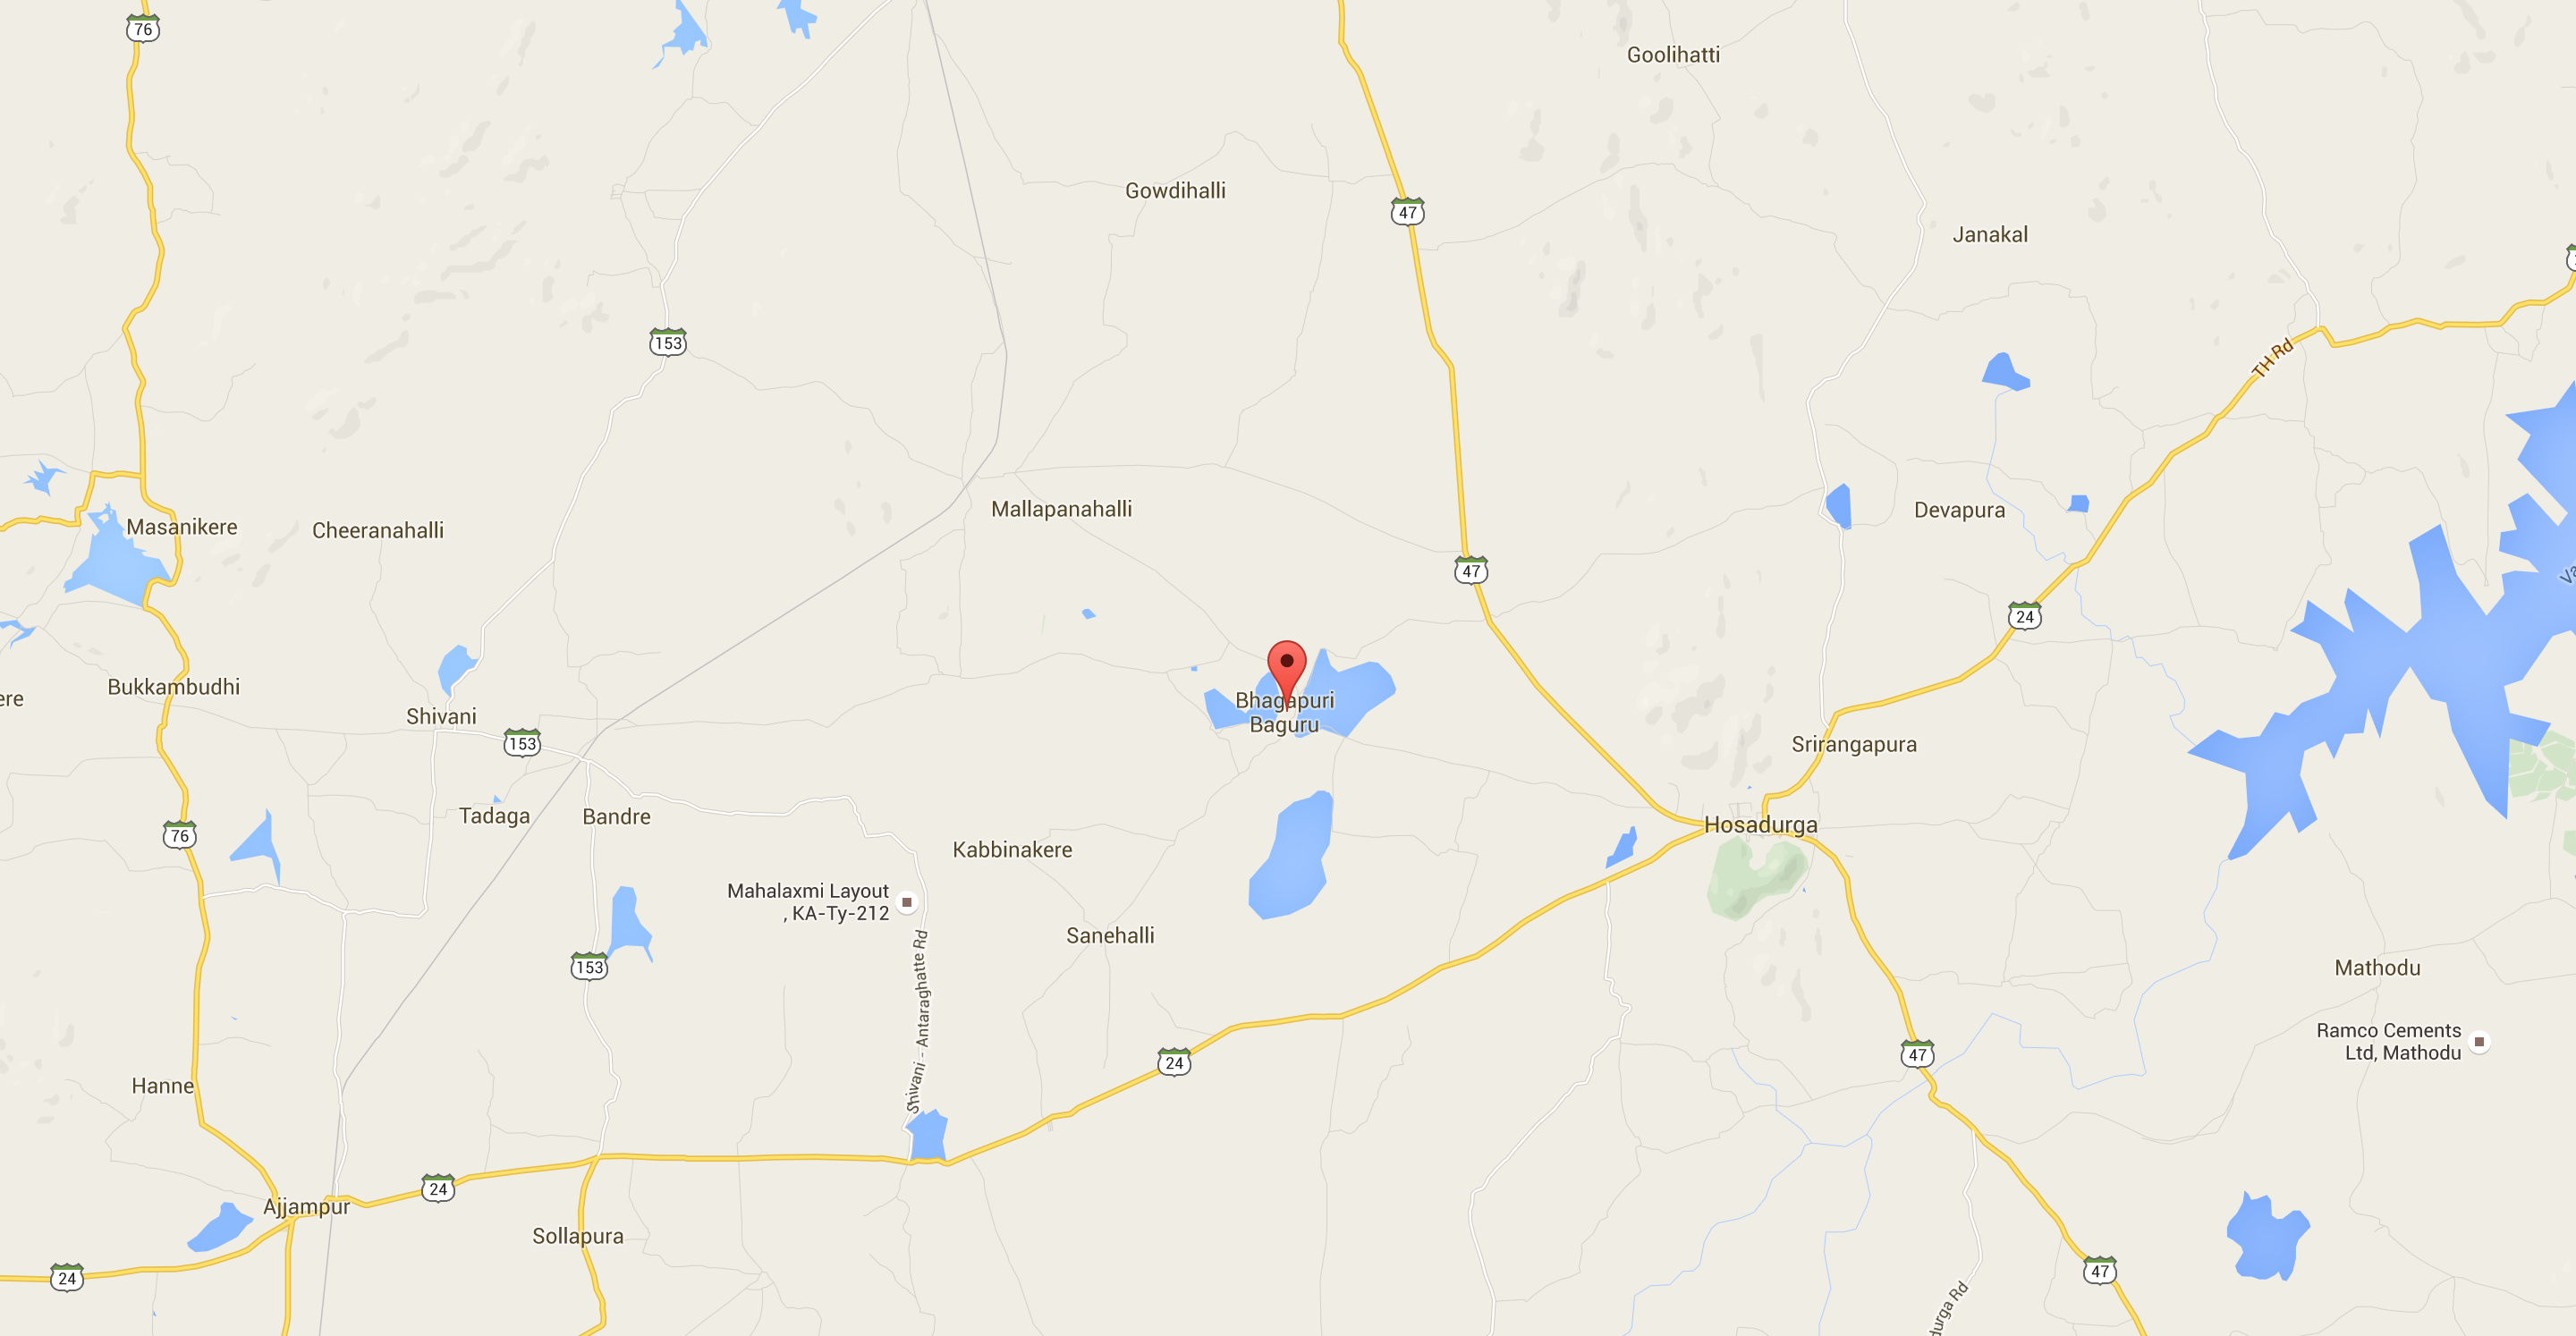 76
Goolihatti
Gowdihalli
47
Janakal
153
TH Rd
Mallapanahalli
Devapura
Masanikere
Cheeranahalli
47
24
Bukkambudhi
ere
Shivani
Bhagapuri
Baguru
153
Srirangapura
Tadaga
Bandre
76
Hosadurga
Kabbinakere
Mahalaxmi Layout
, KA-Ty-212
Sanehalli
153
Shivani - Antaraghatte Rd
Mathodu
Ramco Cements
Ltd, Mathodu
47
24
Hanne
24
Ajjampur
Sollapura
24
47
durga Rd